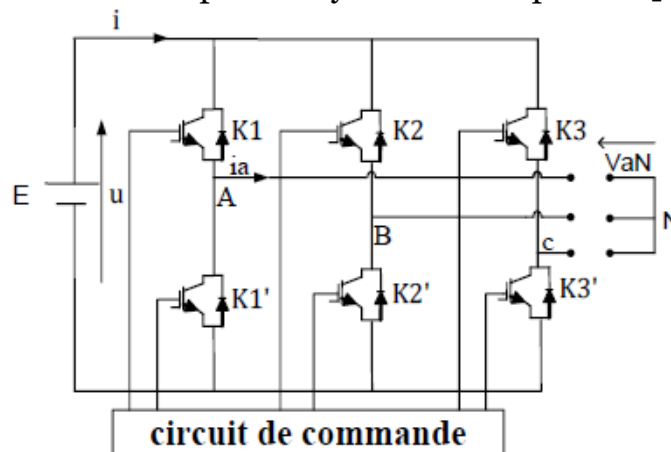 i
K1
K2
K3
VaN
ia
E
u
A
N
B
c
K1'
K2'
K3'
circuit de commande